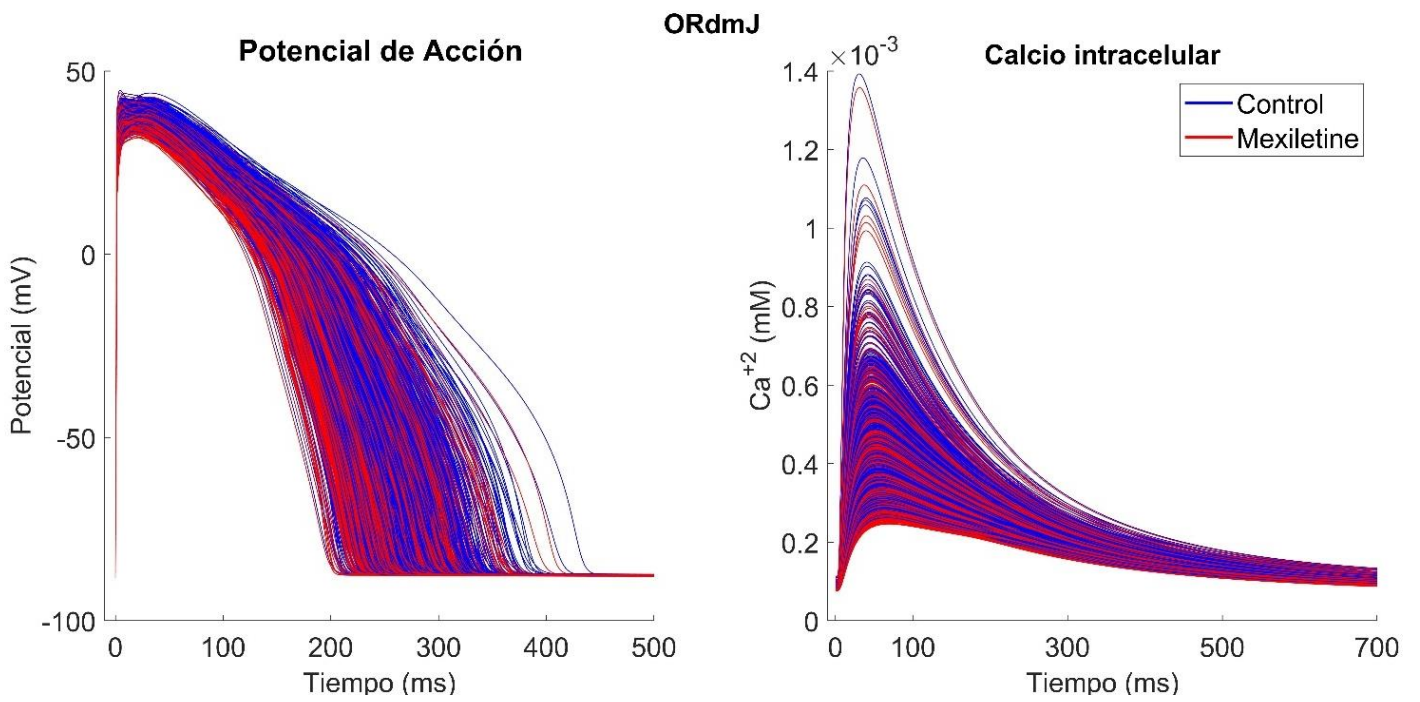 ORdmJ
Potencial de Acción
50
0
-50
-100
Potencial (mV)
0
100
200
300
400
500
Tiempo (ms)
Calcio intracelular
×10⁻³
1.4
1.2
1
0.8
0.6
0.4
0.2
0
Ca⁺² (mM)
Control
Mexiletine
0
100
300
500
700
Tiempo (ms)